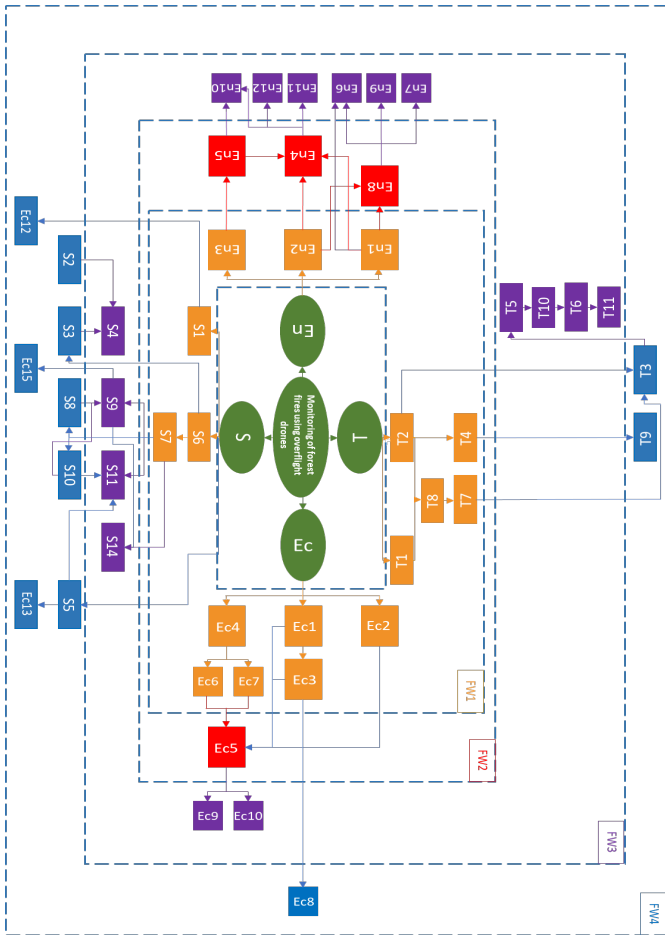 En10
En12
En11
En6
En9
En7
En5
En4
En8
Ec12
S2
En3
En2
En1
S3
S4
S1
En
T5
T10
T6
T11
Ec15
S8
S9
S7
S6
S
Monitoring of forest
fires using overflight
drones
T
T2
T4
T3
T9
S10
S11
T8
T7
S14
Ec
T1
Ec13
S5
Ec4
Ec1
Ec2
Ec6
Ec7
Ec3
FW1
Ec5
FW2
Ec9
Ec10
FW3
Ec8
FW4